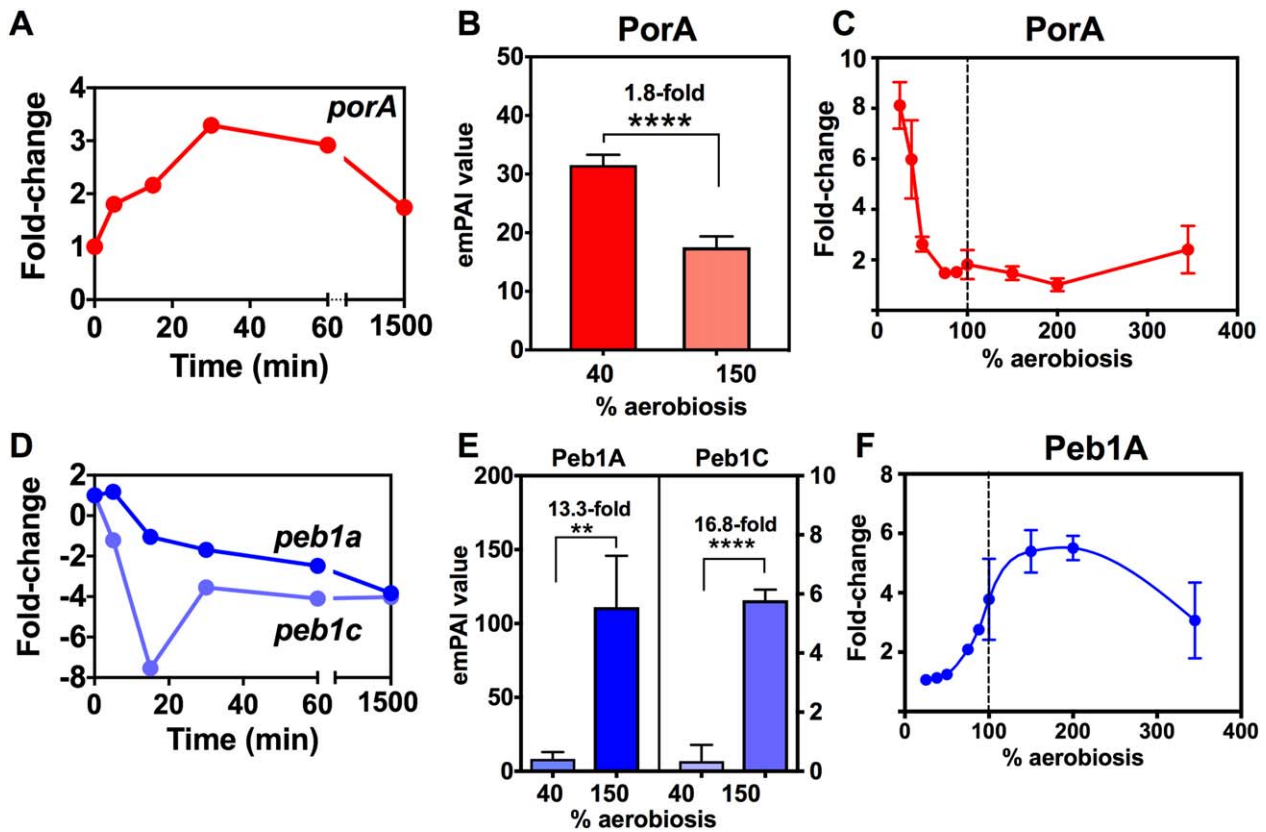 A
Fold-change
4
3
2
1
0
porA
0 20 40 60 1500
Time (min)
B
PorA
emPAI value
50
40
30
20
10
0
1.8-fold
****
40 150
% aerobiosis
C
PorA
Fold-change
10
8
6
4
2
0 100 200 300 400
% aerobiosis
D
Fold-change
2
0
-2
-4
-6
-8
peb1a
peb1c
0 20 40 60 1500
Time (min)
E
Peb1A Peb1C
emPAI value
200
150
100
50
0
13.3-fold
**
16.8-fold
****
10
8
6
4
2
0
40 150 40 150
% aerobiosis
F
Peb1A
Fold-change
8
6
4
2
0 100 200 300 400
% aerobiosis